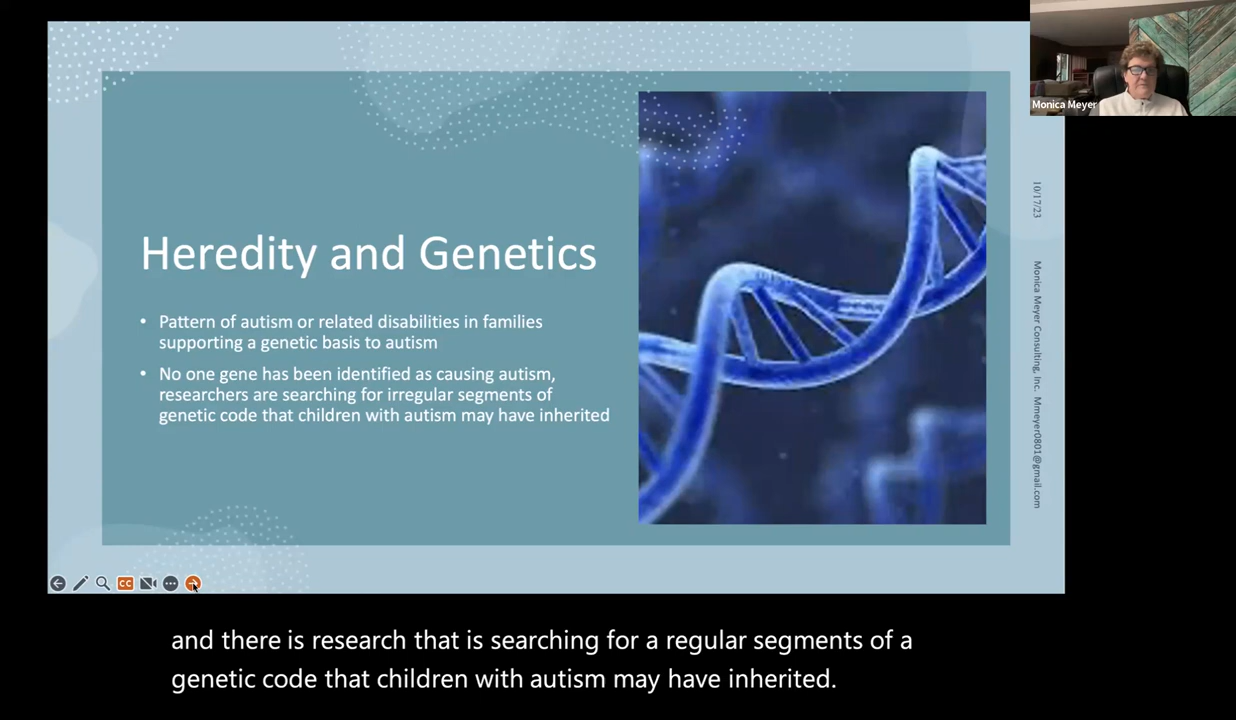 Monica Meyer
Heredity and Genetics
• Pattern of autism or related disabilities in families
supporting a genetic basis to autism
• No one gene has been identified as causing autism,
researchers are searching for irregular segments of
genetic code that children with autism may have inherited
10/17/23
Monica Meyer Consulting, Inc. Mmeyer0801@gmail.com
CC
and there is research that is searching for a regular segments of a
genetic code that children with autism may have inherited.